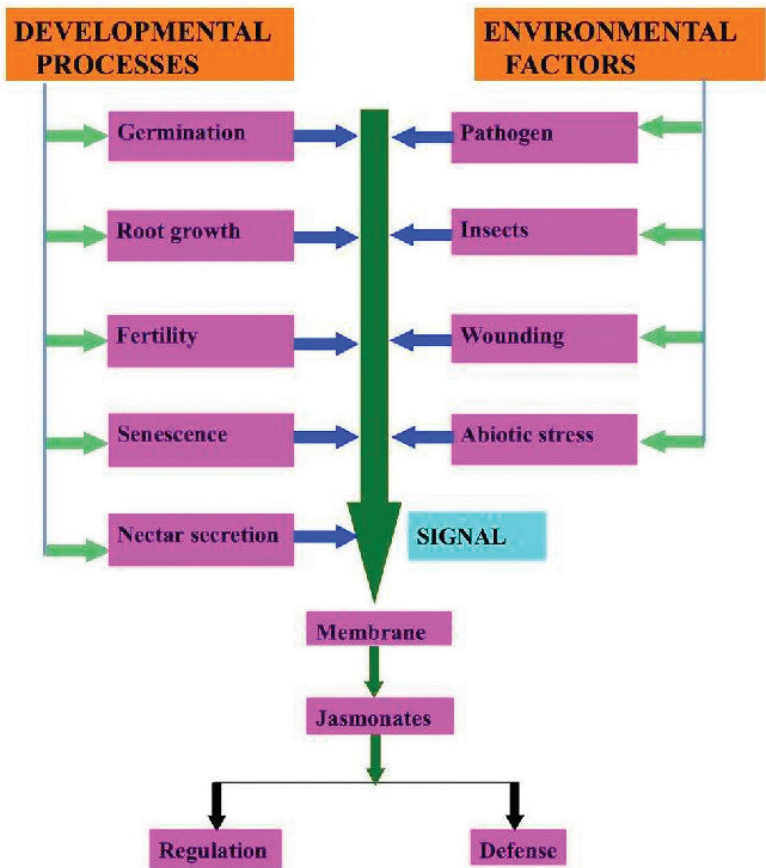 DEVELOPMENTAL
PROCESSES
ENVIRONMENTAL
FACTORS
Germination
Pathogen
Root growth
Insects
Fertility
Wounding
Senescence
Abiotic stress
Nectar secretion
SIGNAL
Membrane
Jasmonates
Regulation
Defense